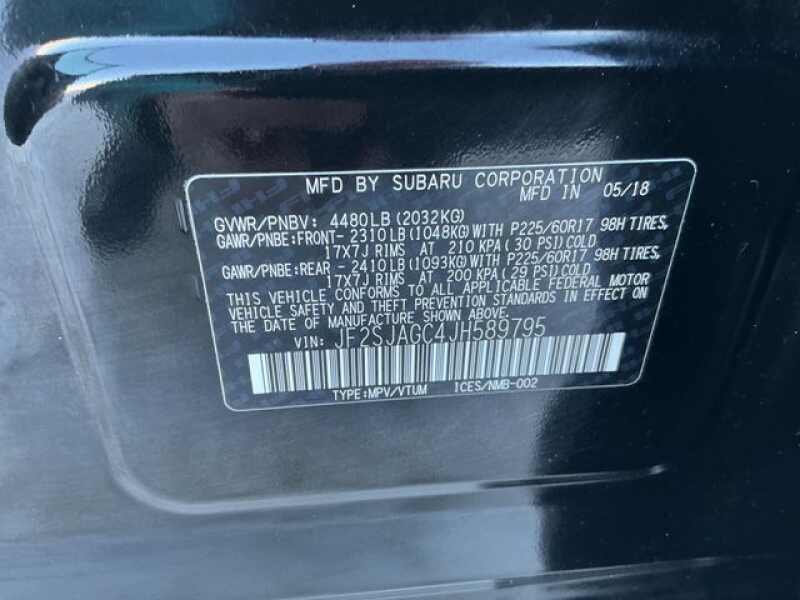 MFD BY SUBARU CORPORATION
MFD IN 05/18
GVWR/PNBV: 4480LB(2032KG)
GAWR/PNBE:FRONT-2310LB(1048KG)WITH P225/60R17 98H TIRES,
17X7J RIMS AT 210 KPA(30 PSI)COLD
GAWR/PNBE:REAR -2410LB(1093KG)WITH P225/60R17 98H TIRES,
17X7J RIMS AT 200 KPA(29 PSI)COLD
THIS VEHICLE CONFORMS TO ALL APPLICABLE FEDERAL MOTOR
VEHICLE SAFETY AND THEFT PREVENTION STANDARDS IN EFFECT ON
THE DATE OF MANUFACTURE SHOWN ABOVE.
VIN: JF2SJAGC4JH589795
TYPE:MPV/VTUM ICES/NMB-002